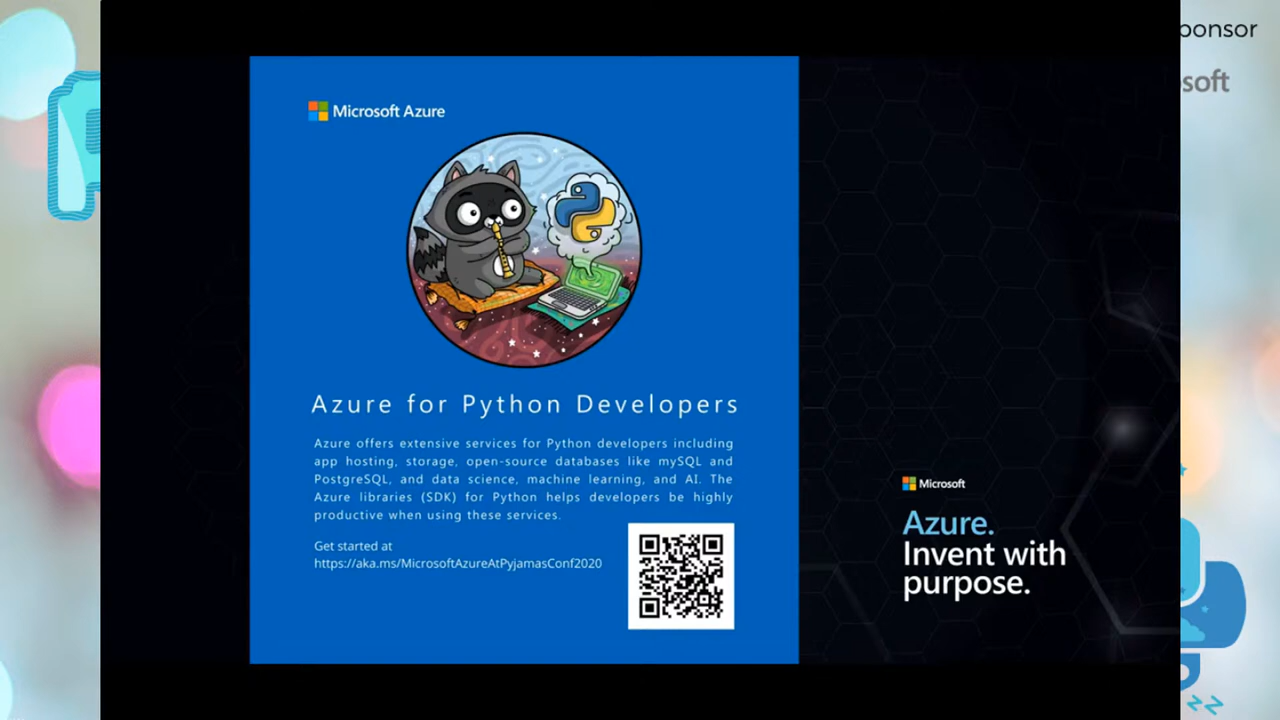 Microsoft Azure
Azure for Python Developers
Azure offers extensive services for Python developers including
app hosting, storage, open-source databases like mySQL and
PostgreSQL, and data science, machine learning, and AI. The
Azure libraries (SDK) for Python helps developers be highly
productive when using these services.
Get started at
https://aka.ms/MicrosoftAzureAtPyjamasConf2020
Microsoft
Azure.
Invent with
purpose.
ponsor
soft
zz